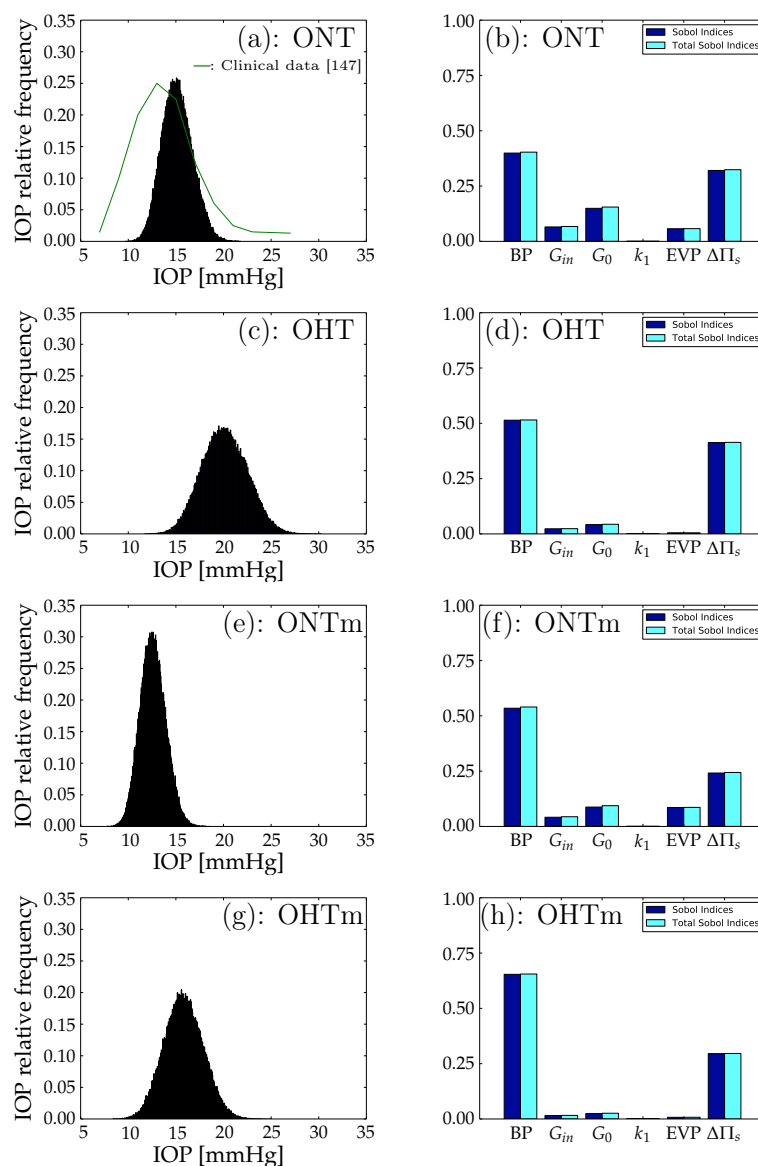 (a): ONT
: Clinical data [147]
0.35
0.30
0.25
0.20
0.15
0.10
0.05
0.00
IOP relative frequency
5 10 15 20 25 30 35
IOP [mmHg]
(b): ONT
Sobol Indices
Total Sobol Indices
1.00
0.75
0.50
0.25
0.00
BP G_in G_0 k_1 EVP ΔΠ_s
(c): OHT
0.35
0.30
0.25
0.20
0.15
0.10
0.05
0.00
IOP relative frequency
5 10 15 20 25 30 35
IOP [mmHg]
(d): OHT
Sobol Indices
Total Sobol Indices
1.00
0.75
0.50
0.25
0.00
BP G_in G_0 k_1 EVP ΔΠ_s
(e): ONTm
0.35
0.30
0.25
0.20
0.15
0.10
0.05
0.00
IOP relative frequency
5 10 15 20 25 30 35
IOP [mmHg]
(f): ONTm
Sobol Indices
Total Sobol Indices
1.00
0.75
0.50
0.25
0.00
BP G_in G_0 k_1 EVP ΔΠ_s
(g): OHTm
0.35
0.30
0.25
0.20
0.15
0.10
0.05
0.00
IOP relative frequency
5 10 15 20 25 30 35
IOP [mmHg]
(h): OHTm
Sobol Indices
Total Sobol Indices
1.00
0.75
0.50
0.25
0.00
BP G_in G_0 k_1 EVP ΔΠ_s